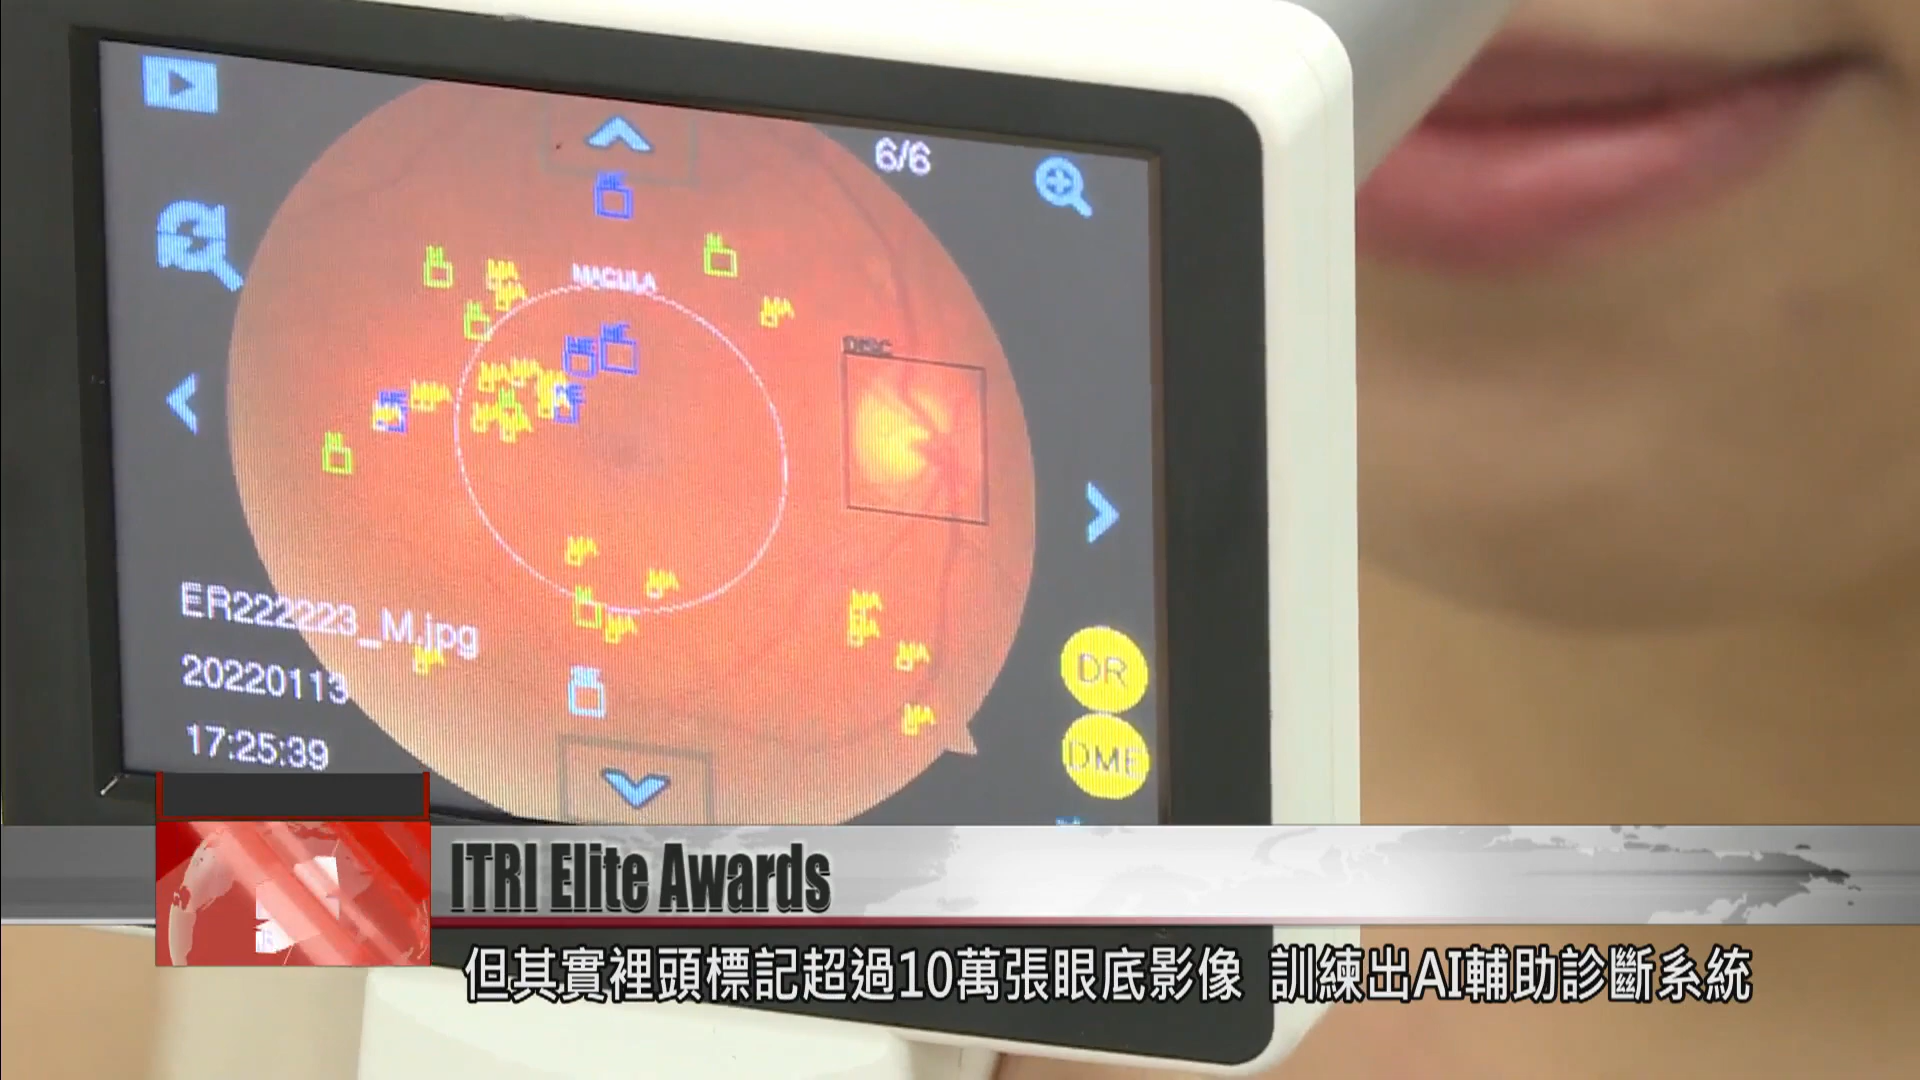 6/6
MACULA
DISC
ER222223_M.jpg
20220113
17:25:39
DR
DME
ITRI Elite Awards
但其實裡頭標記超過10萬張眼底影像 訓練出AI輔助診斷系統